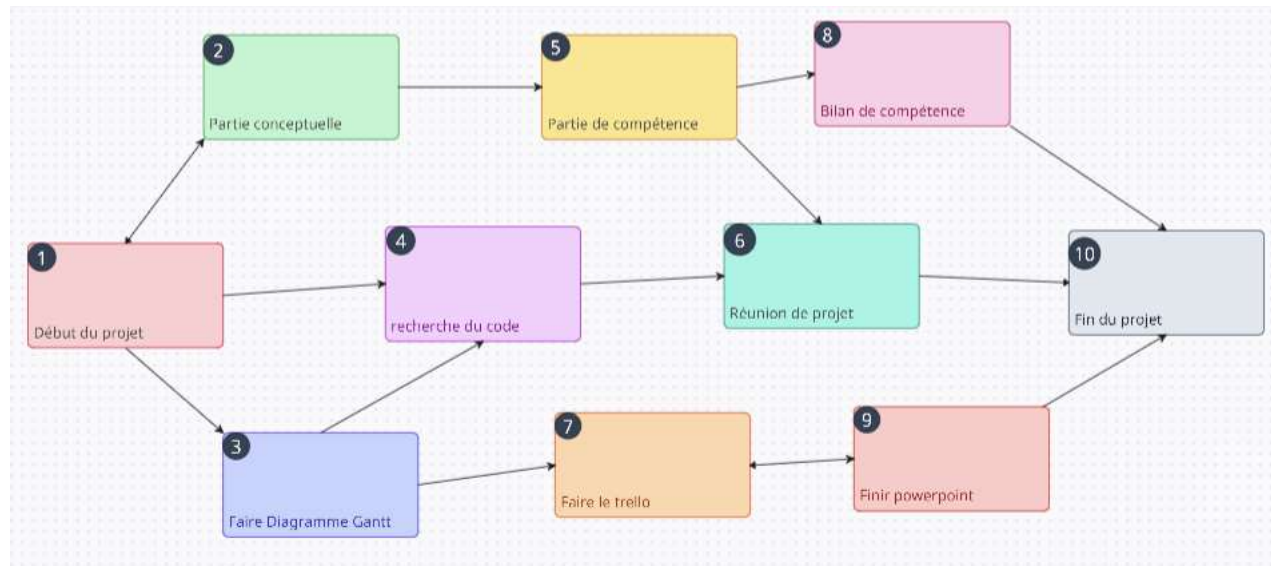 1
Début du projet
2
Partie conceptuelle
3
Faire Diagramme Gantt
4
recherche du code
5
Partie de compétence
6
Réunion de projet
7
Faire le trello
8
Bilan de compétence
9
Finir powerpoint
10
Fin du projet